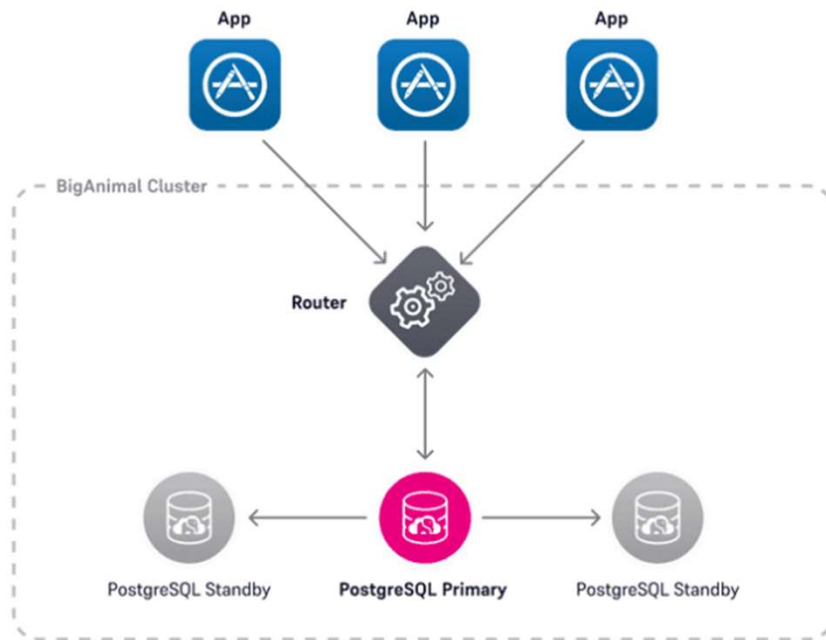 App
App
App
BigAnimal Cluster
Router
PostgreSQL Standby
PostgreSQL Primary
PostgreSQL Standby